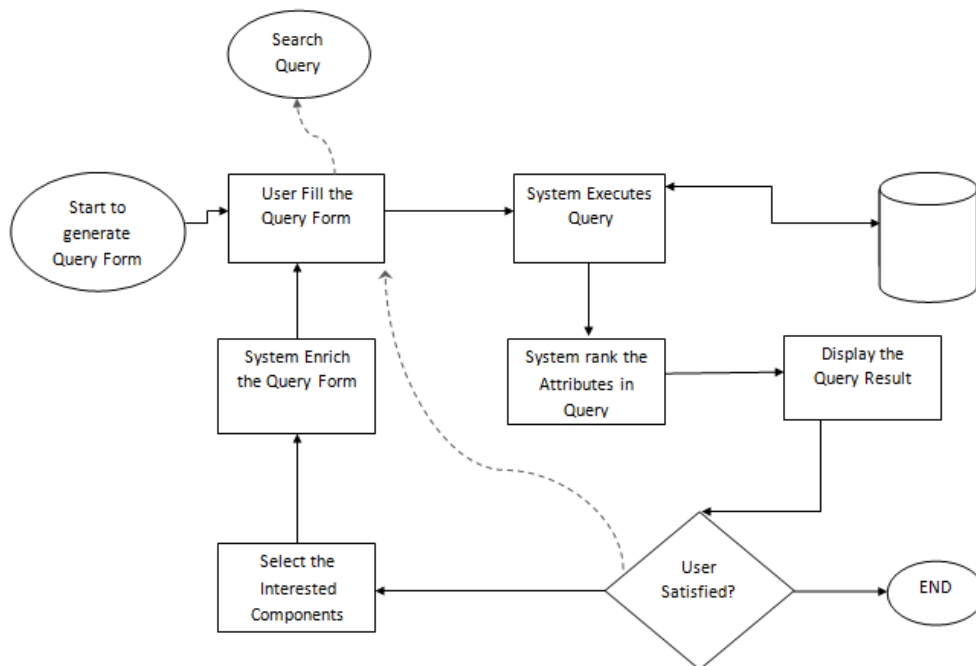 Search
Query
Start to
generate
Query Form
User Fill the
Query Form
System Executes
Query
System Enrich
the Query Form
System rank the
Attributes in
Query
Display the
Query Result
Select the
Interested
Components
User
Satisfied?
END